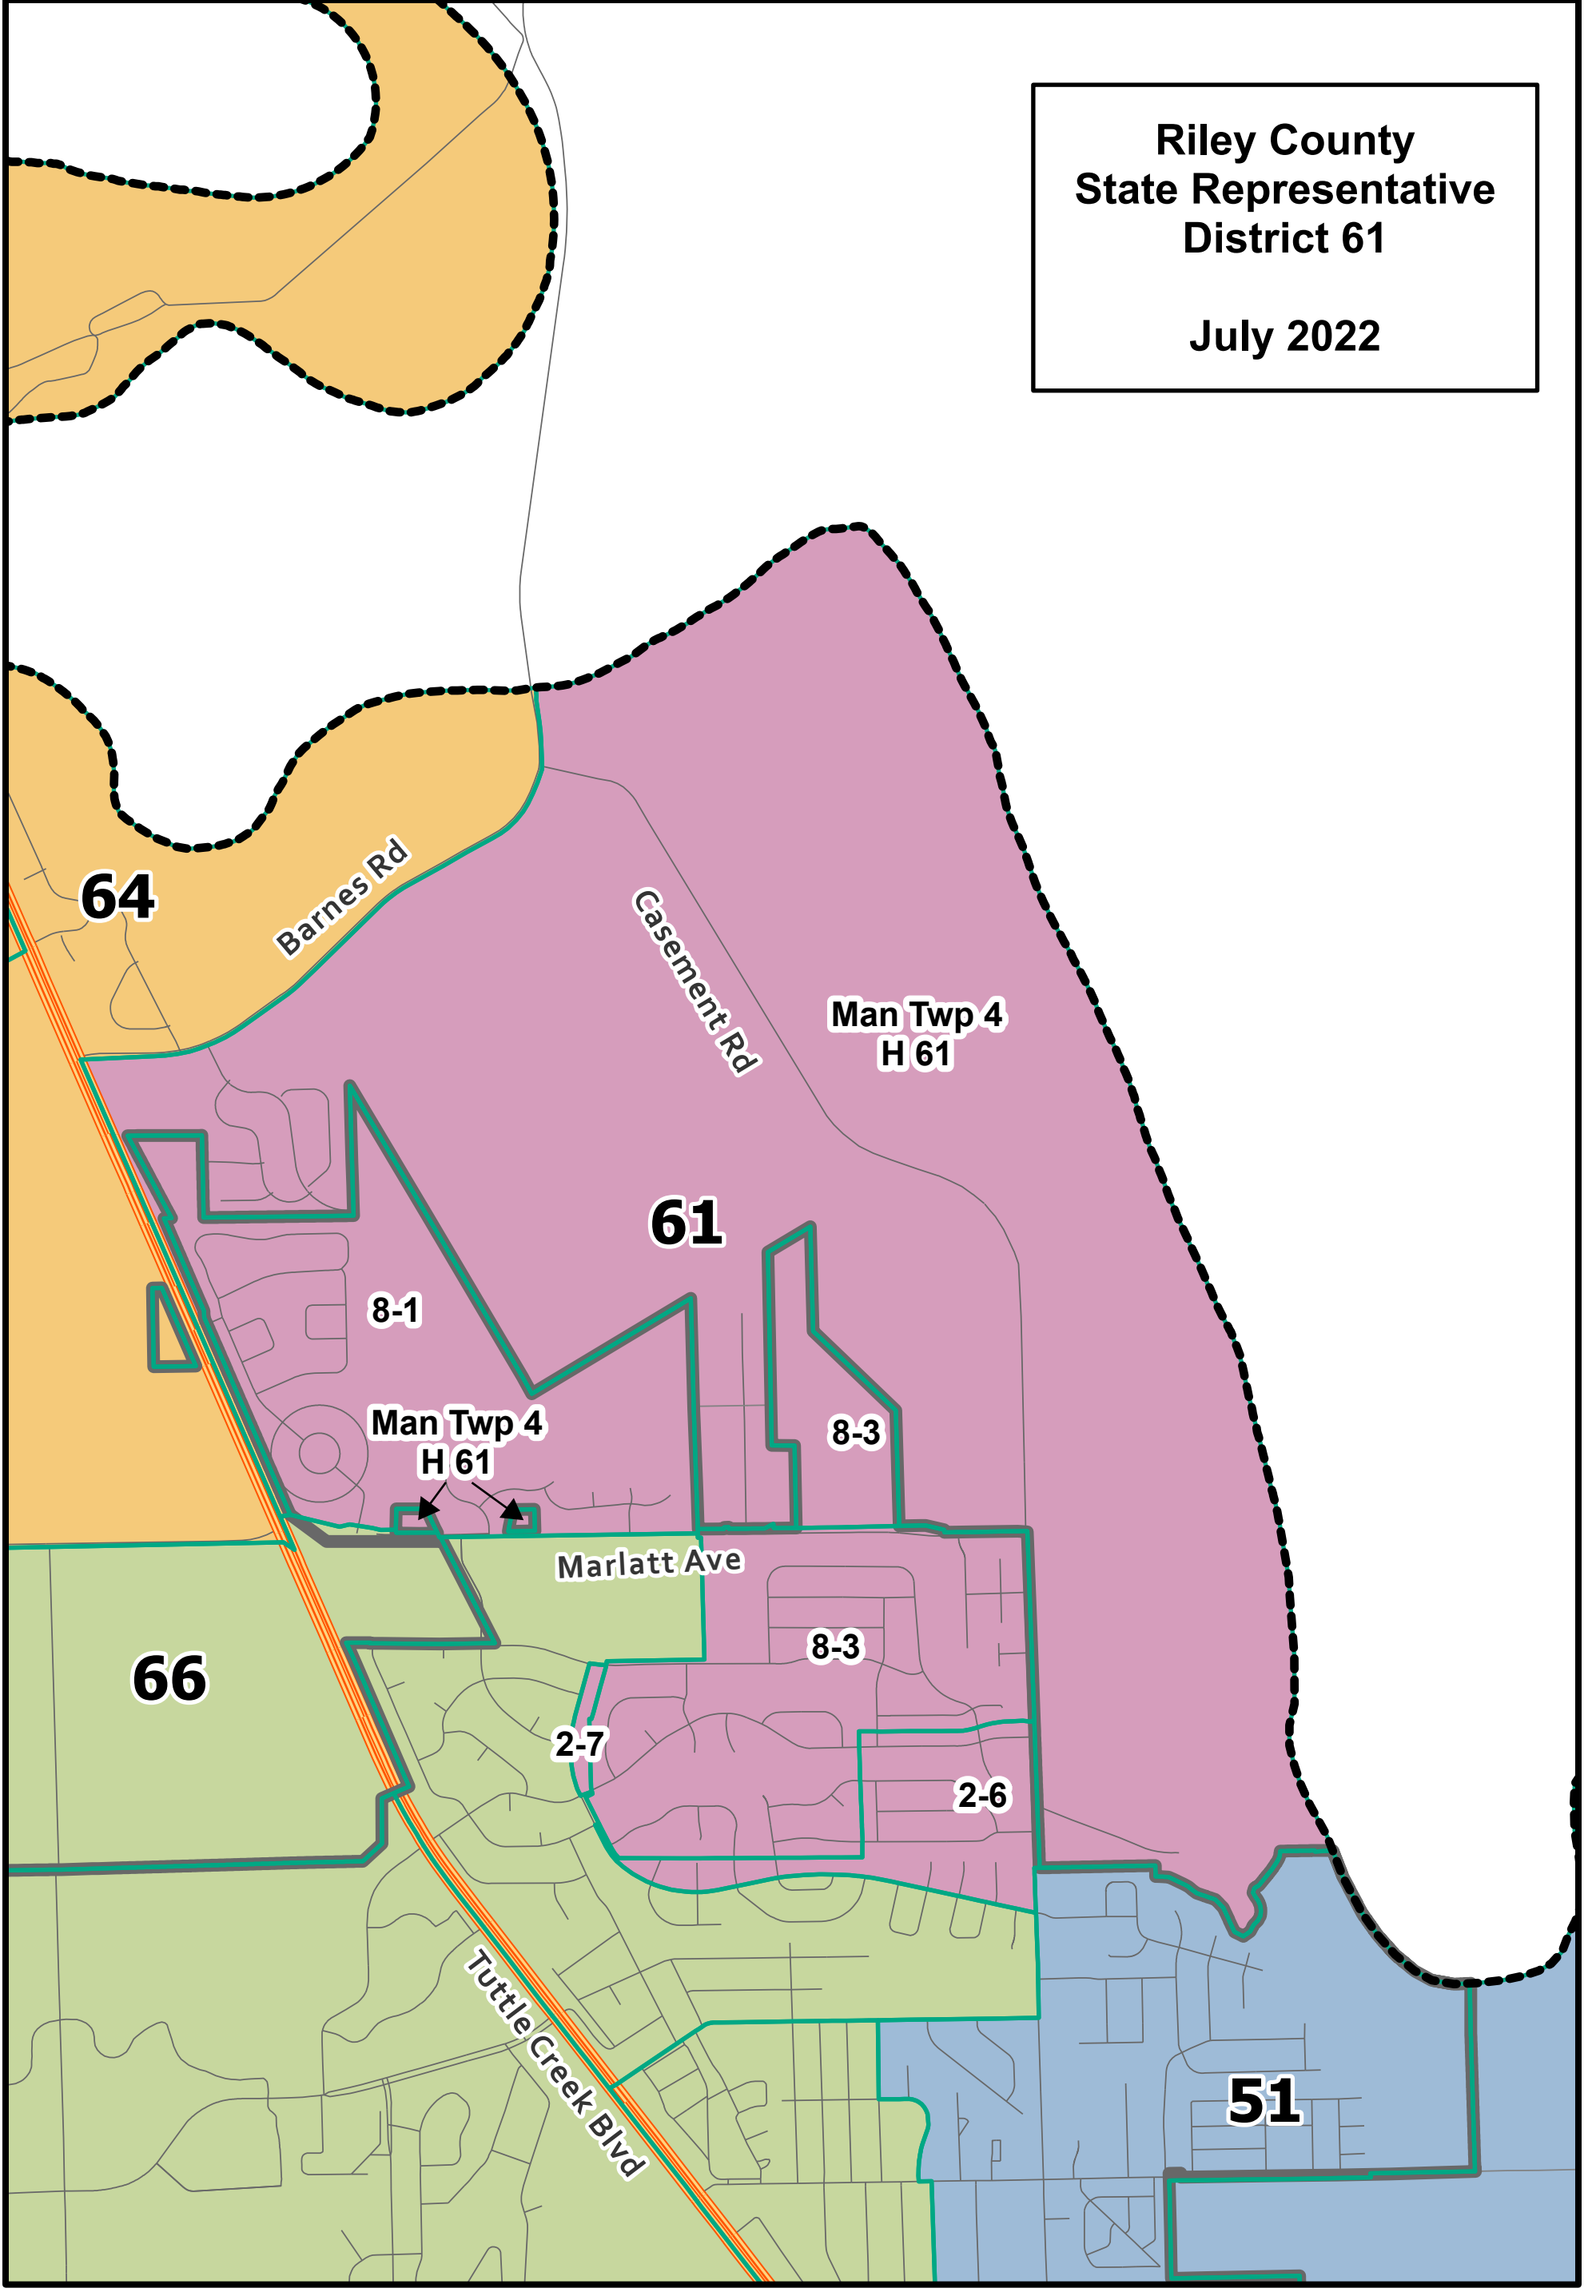 Riley County
State Representative
District 61
July 2022
64
Barnes Rd
Casement Rd
Man Twp 4
H 61
61
8-1
Man Twp 4
H 61
8-3
Marlatt Ave
8-3
66
2-7
2-6
Tuttle Creek Blvd
51